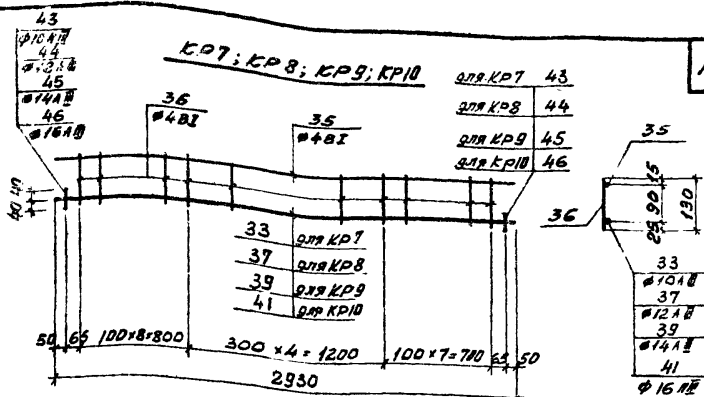 КР7; КР8; КР9; КР10
43
ф10АIII
44
ф12АIII
45
ф14АIII
46
ф16АIII
36
ф4ВI
35
ф4ВI
для КР7 43
для КР8 44
для КР9 45
для КР10 46
33 для КР7
37 для КР8
39 для КР9
41 для КР10
50 65 100×8=800 300×4=1200 100×7=700 65 50
2930
35
36
25 90 15
130
33
ф10АIII
37
ф12АIII
39
ф14АIII
41
ф16АIII